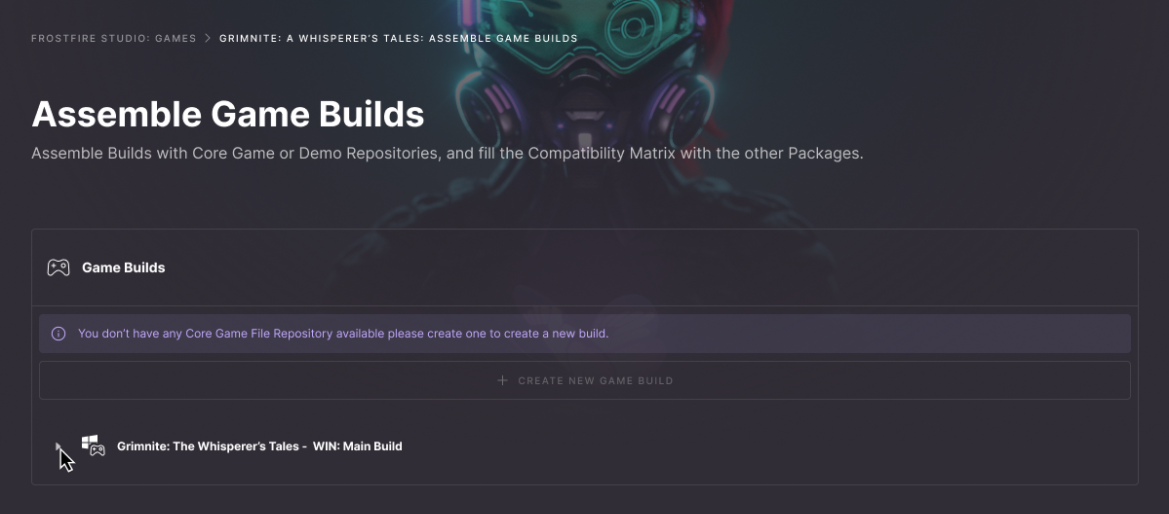 FROSTFIRE STUDIO: GAMES > GRIMNITE: A WHISPERER'S TALES: ASSEMBLE GAME BUILDS
Assemble Game Builds
Assemble Builds with Core Game or Demo Repositories, and fill the Compatibility Matrix with the other Packages.
Game Builds
You don't have any Core Game File Repository available please create one to create a new build.
+ CREATE NEW GAME BUILD
Grimnite: The Whisperer's Tales - WIN: Main Build